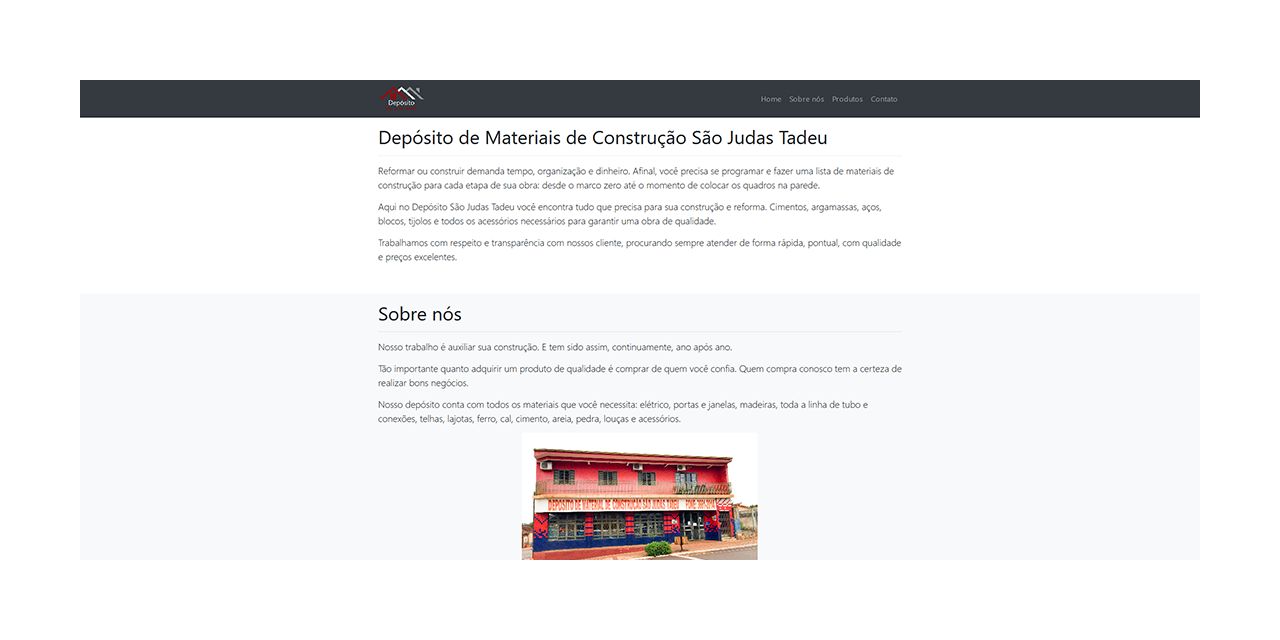 Depósito
Home Sobre nós Produtos Contato
Depósito de Materiais de Construção São Judas Tadeu
Reformar ou construir demanda tempo, organização e dinheiro. Afinal, você precisa se programar e fazer uma lista de materiais de
construção para cada etapa de sua obra: desde o marco zero até o momento de colocar os quadros na parede.
Aqui no Depósito São Judas Tadeu você encontra tudo que precisa para sua construção e reforma. Cimentos, argamassas, aços,
blocos, tijolos e todos os acessórios necessários para garantir uma obra de qualidade.
Trabalhamos com respeito e transparência com nossos cliente, procurando sempre atender de forma rápida, pontual, com qualidade
e preços excelentes.
Sobre nós
Nosso trabalho é auxiliar sua construção. E tem sido assim, continuamente, ano após ano.
Tão importante quanto adquirir um produto de qualidade é comprar de quem você confia. Quem compra conosco tem a certeza de
realizar bons negócios.
Nosso depósito conta com todos os materiais que você necessita: elétrico, portas e janelas, madeiras, toda a linha de tubo e
conexões, telhas, lajotas, ferro, cal, cimento, areia, pedra, louças e acessórios.
DEPOSITO DE MATERIAL DE CONSTRUÇÃO SÃO JUDAS TADEU FONE